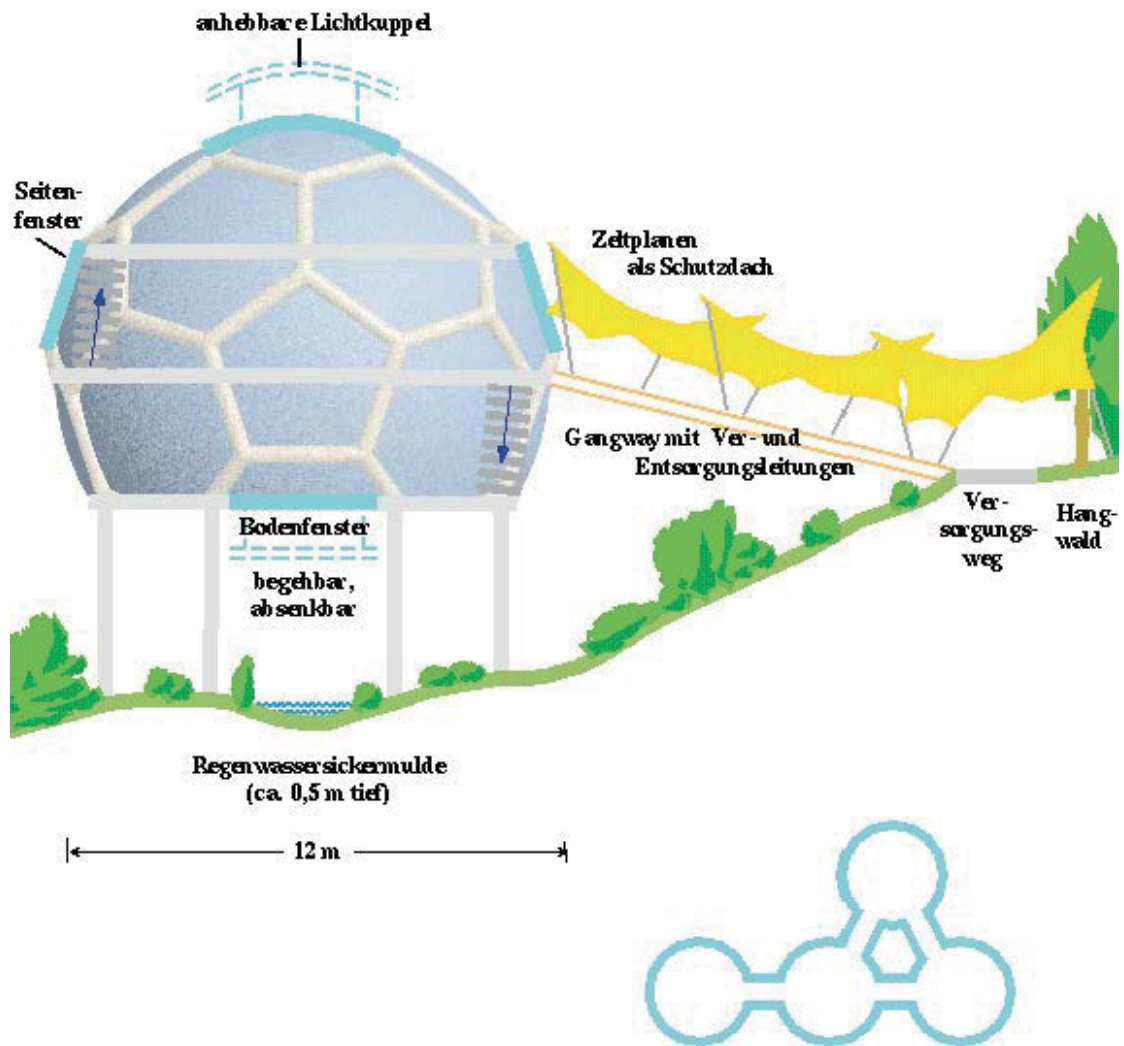 anhebbare Lichtkuppel
Seiten-
fenster
Zeltplanen
als Schutzdach
Gangway mit Ver- und
Entsorgungsleitungen
Ver-
sorgungs-
weg
Hang-
wald
Bodenfenster
begehbar,
absenkbar
Regenwassersickermulde
(ca. 0,5 m tief)
12 m